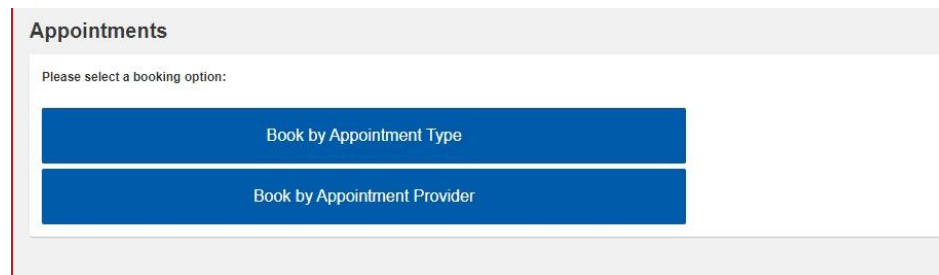 Appointments
Please select a booking option:
Book by Appointment Type
Book by Appointment Provider